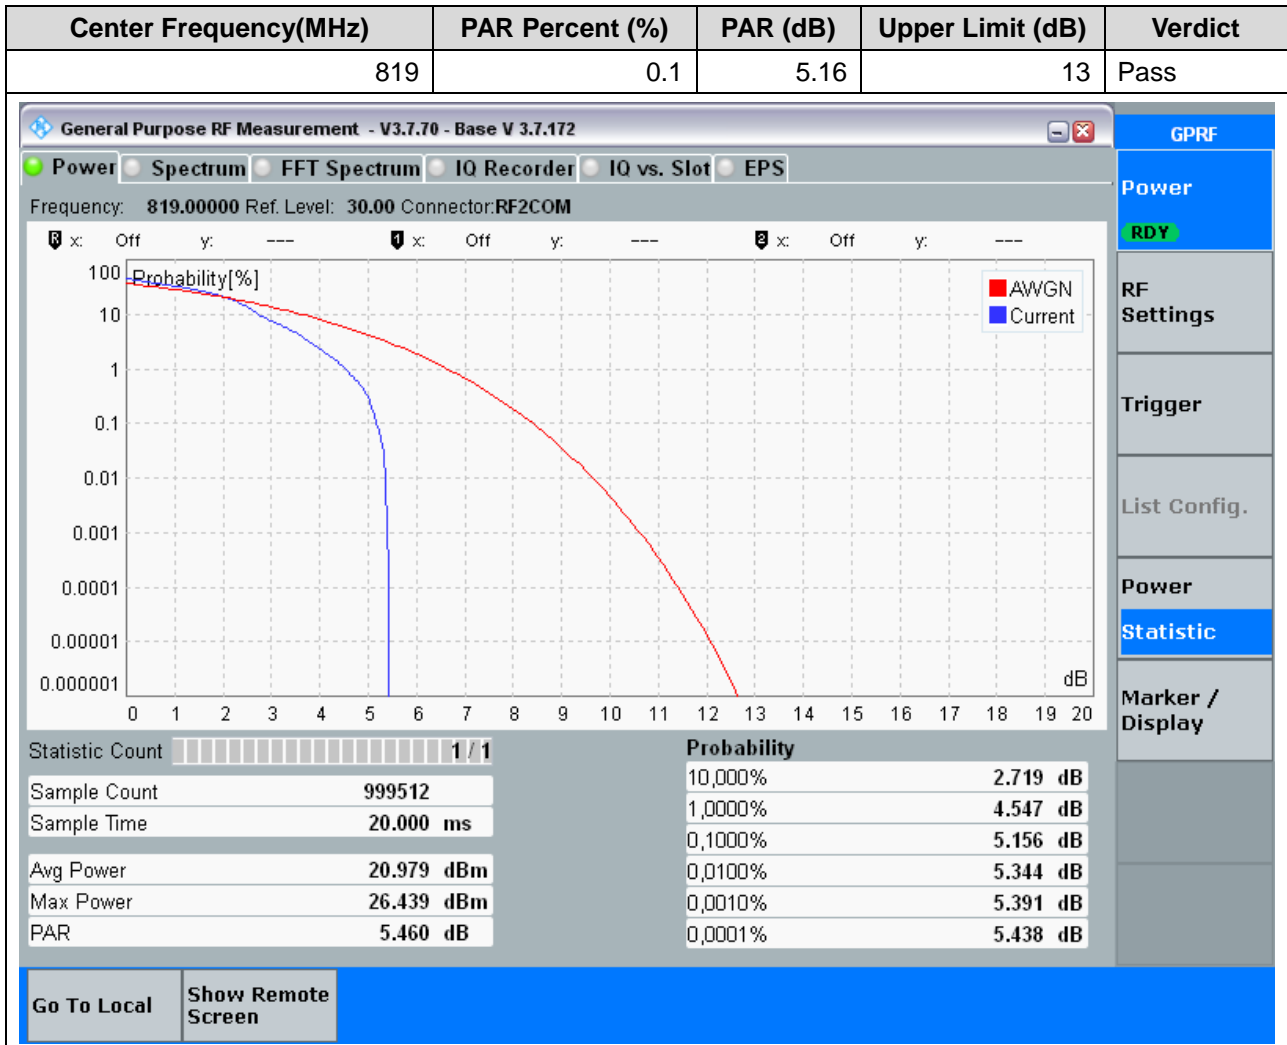 Center Frequency(MHz) PAR Percent (%) PAR (dB) Upper Limit (dB) Verdict
819 0.1 5.16 13 Pass
General Purpose RF Measurement - V3.7.70 - Base V 3.7.172
GPRF
Power Spectrum FFT Spectrum IQ Recorder IQ vs. Slot EPS
Frequency: 819.00000 Ref. Level: 30.00 Connector:RF2COM
R x: Off y: --- 1 x: Off y: --- 2 x: Off y: ---
Probability[%]
100
10
1
0.1
0.01
0.001
0.0001
0.00001
0.000001
AWGN
Current
dB
0 1 2 3 4 5 6 7 8 9 10 11 12 13 14 15 16 17 18 19 20
Statistic Count 1 / 1
Sample Count 999512
Sample Time 20.000 ms
Avg Power 20.979 dBm
Max Power 26.439 dBm
PAR 5.460 dB
Probability
10,000% 2.719 dB
1,0000% 4.547 dB
0,1000% 5.156 dB
0,0100% 5.344 dB
0,0010% 5.391 dB
0,0001% 5.438 dB
Power
RDY
RF
Settings
Trigger
List Config.
Power
Statistic
Marker /
Display
Go To Local
Show Remote
Screen